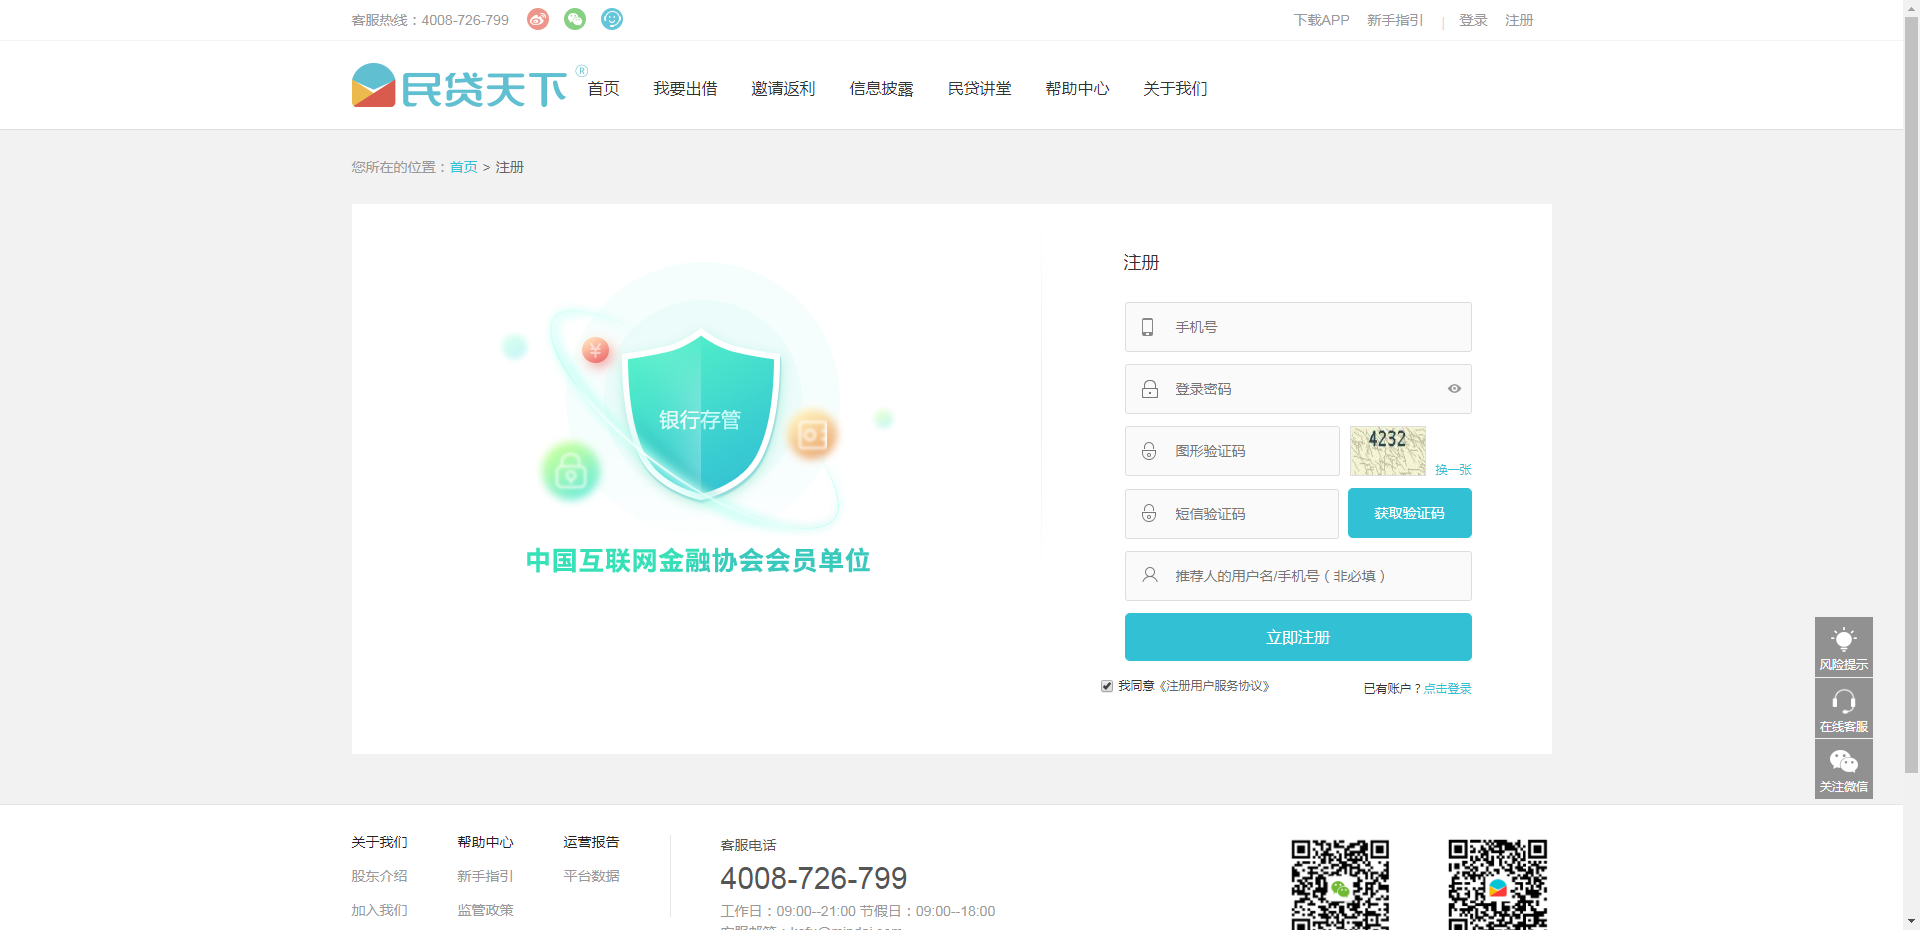 客服热线：4008-726-799
下载APP 新手指引 | 登录 注册
民贷天下®
首页 我要出借 邀请返利 信息披露 民贷讲堂 帮助中心 关于我们
您所在的位置：首页 > 注册
银行存管
中国互联网金融协会会员单位
注册
手机号
登录密码
图形验证码 4232 换一张
短信验证码 获取验证码
推荐人的用户名/手机号（非必填）
立即注册
我同意《注册用户服务协议》 已有账户？点击登录
风险提示
在线客服
关注微信
关于我们 帮助中心 运营报告
股东介绍 新手指引 平台数据
加入我们 监管政策
客服电话
4008-726-799
工作日：09:00--21:00 节假日：09:00--18:00